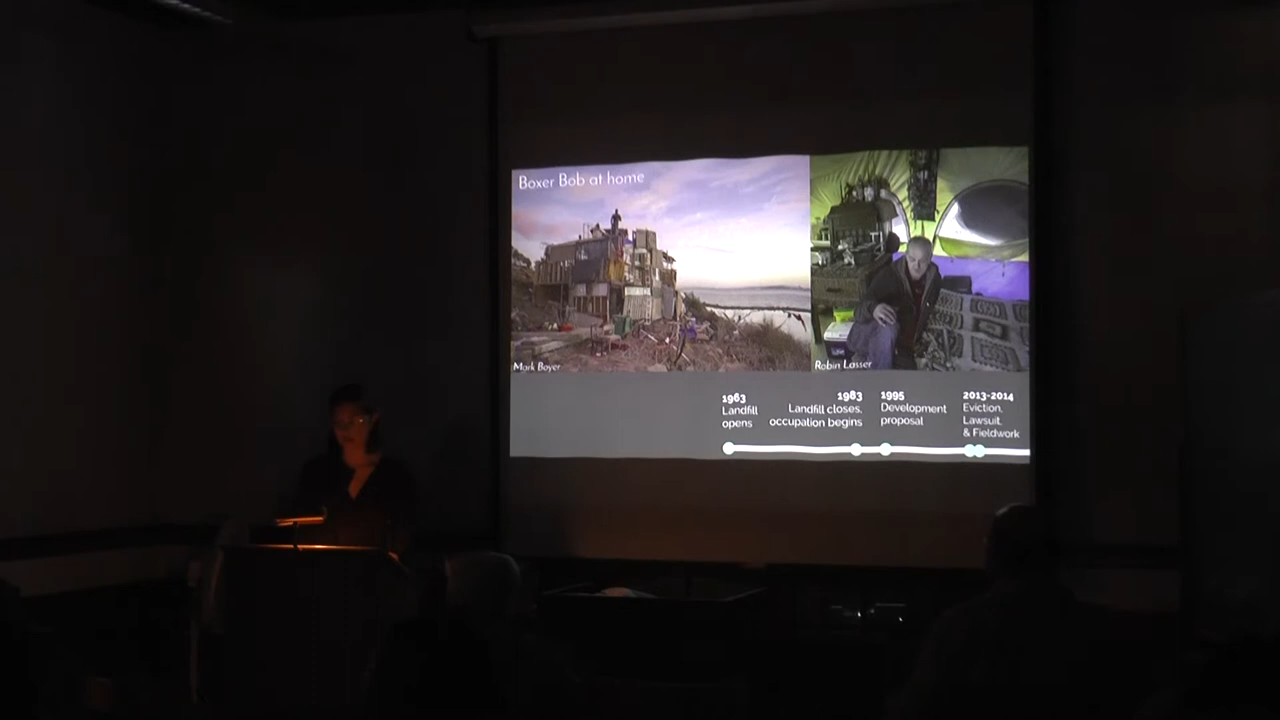 Boxer Bob at home
Mark Boyer
Robin Lasser
1963
Landfill
opens
1983
Landfill closes,
occupation begins
1995
Development
proposal
2013-2014
Eviction,
Lawsuit,
& Fieldwork